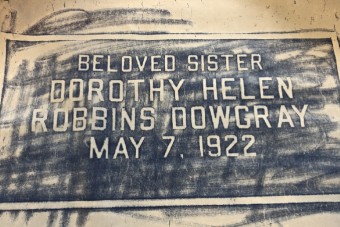 BELOVED SISTER
DOROTHY HELEN
ROBBINS DOWGRAY
MAY 7, 1922